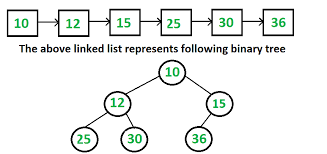 10 12 15 25 30 36
The above linked list represents following binary tree
10
12 15
25 30 36